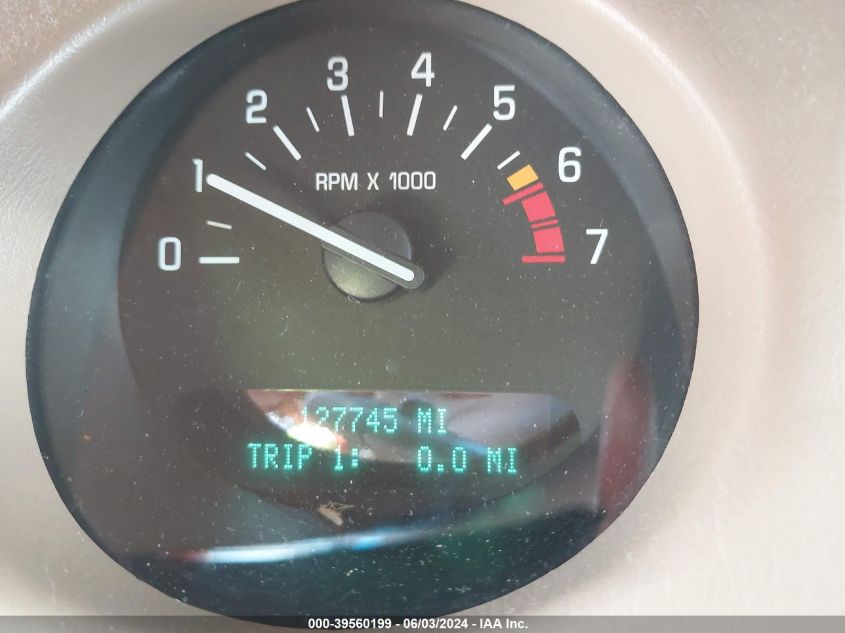 0 1 2 3 4 5 6 7
RPM X 1000
127745 MI
TRIP 1: 0.0 MI
000-39560199 - 06/03/2024 - IAA Inc.